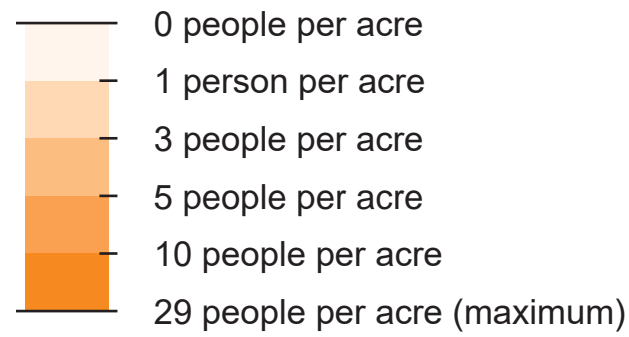 0 people per acre
1 person per acre
3 people per acre
5 people per acre
10 people per acre
29 people per acre (maximum)